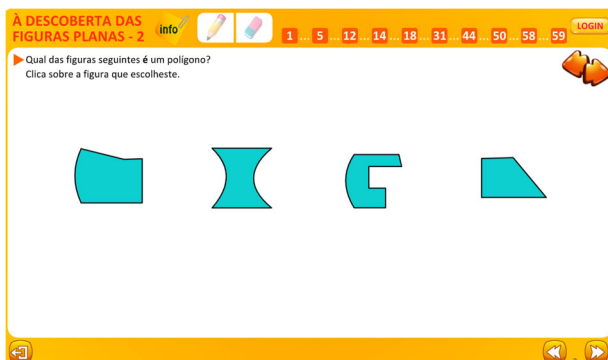 À DESCOBERTA DAS
FIGURAS PLANAS - 2
info
1 ... 5 ... 12 ... 14 ... 18 ... 31 ... 44 ... 50 ... 58 ... 59
LOGIN
Qual das figuras seguintes é um polígono?
Clica sobre a figura que escolheste.